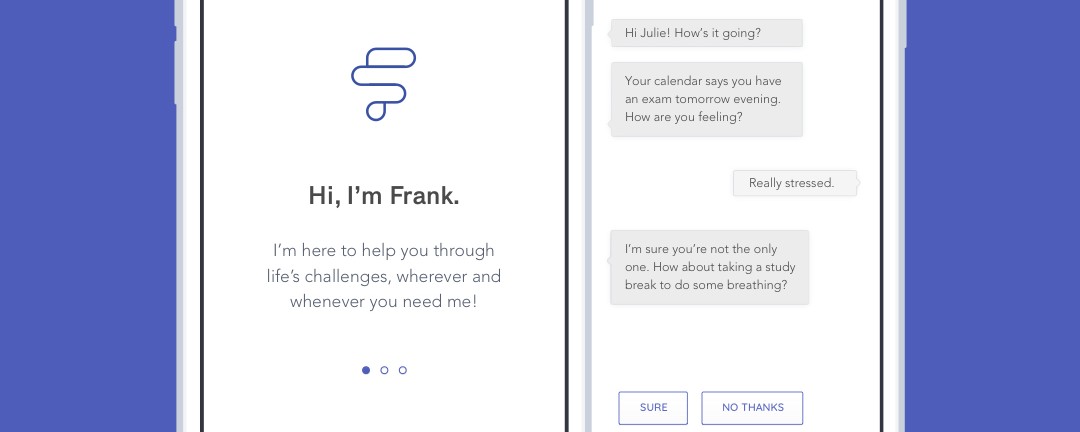 Hi, I'm Frank.
I'm here to help you through
life's challenges, wherever and
whenever you need me!
Hi Julie! How's it going?
Your calendar says you have
an exam tomorrow evening.
How are you feeling?
Really stressed.
I'm sure you're not the only
one. How about taking a study
break to do some breathing?
SURE
NO THANKS